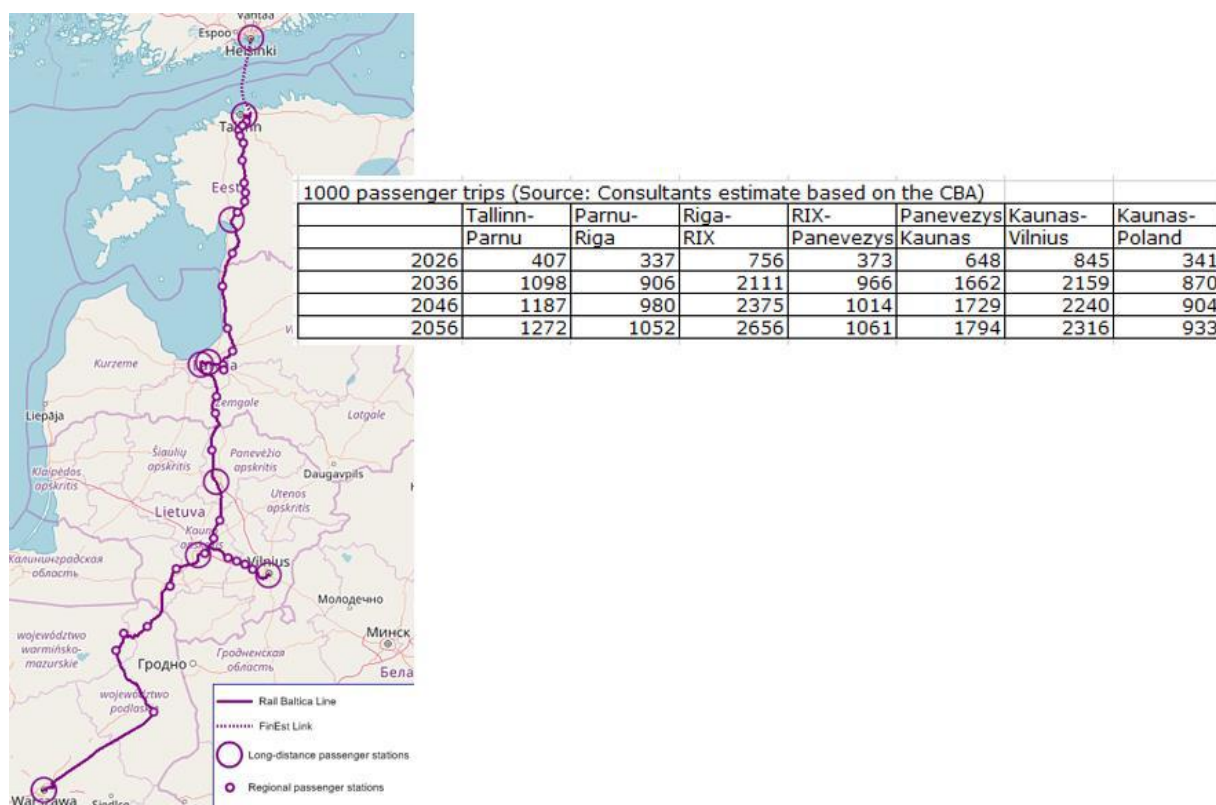 Vantaa
Espoo
Helsinki
Tallinn
Eesti
1000 passenger trips (Source: Consultants estimate based on the CBA)
Tallinn- Parnu- Riga- RIX- Panevezys Kaunas- Kaunas-
Parnu Riga RIX Panevezys Kaunas Vilnius Poland
2026 407 337 756 373 648 845 341
2036 1098 906 2111 966 1662 2159 870
2046 1187 980 2375 1014 1729 2240 904
2056 1272 1052 2656 1061 1794 2316 933
Kurzeme
Liepāja
Zemgale
Latgale
Šiaulių
apskritis
Panevėžio
apskritis
Klaipėdos
apskritis
Daugavpils
Utenos
apskritis
Lietuva
Kauno
apskritis
Vilnius
Калининградская
область
Молодечно
Минск
województwo
warmińsko-
mazurskie
Гродно
Гродненская
область
Бела
województwo
podlaskie
Rail Baltica Line
FinEst Link
Long-distance passenger stations
Regional passenger stations
Warszawa
Siedlce